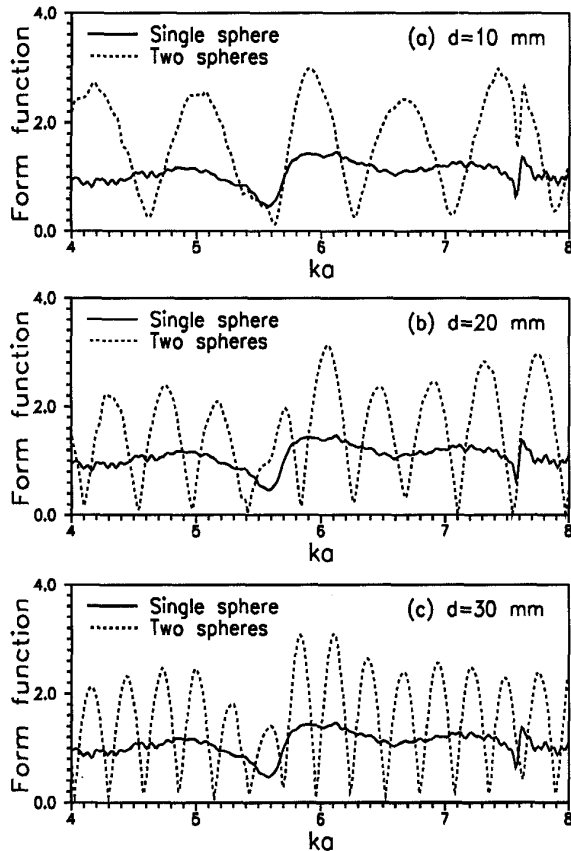 4.0
Single sphere
Two spheres
(a) d=10 mm
Form function
2.0
0.0
4 5 6 7 8
ka
4.0
Single sphere
Two spheres
(b) d=20 mm
Form function
2.0
0.0
4 5 6 7 8
ka
4.0
Single sphere
Two spheres
(c) d=30 mm
Form function
2.0
0.0
4 5 6 7 8
ka